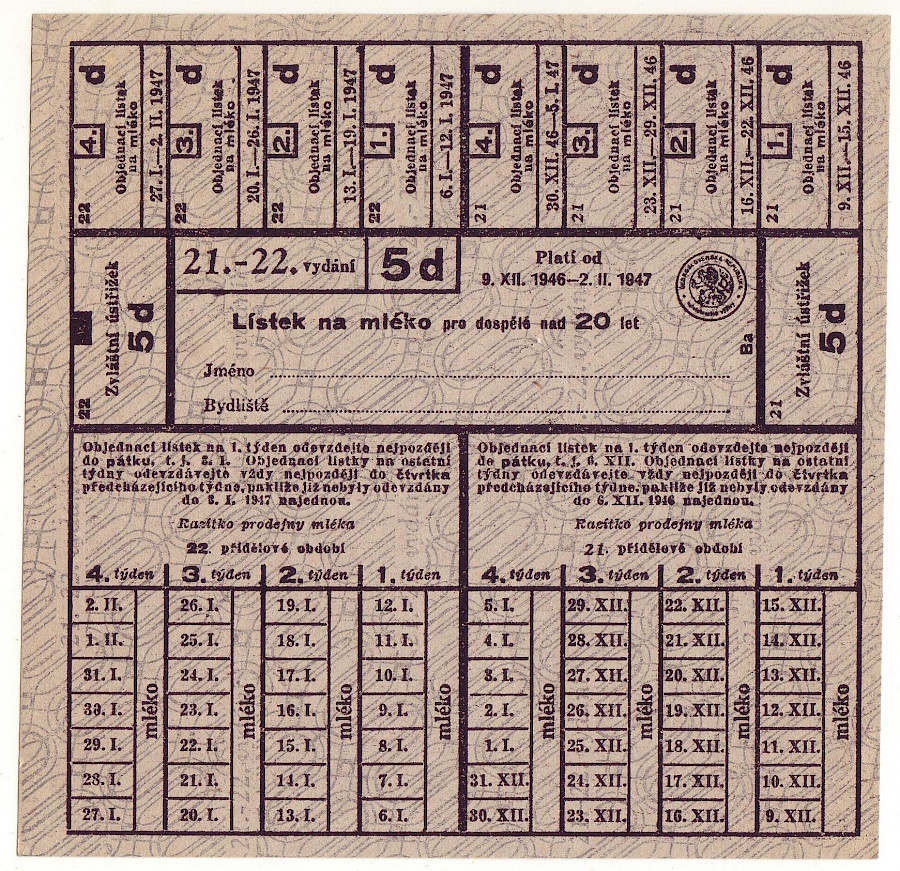 22 4. d
Objednací lístek
na mléko
27. I.—2. II. 1947
22 3. d
Objednací lístek
na mléko
20. I.—26. I. 1947
22 2. d
Objednací lístek
na mléko
13. I.—19. I. 1947
22 1. d
Objednací lístek
na mléko
6. I.—12. I. 1947
21 4. d
Objednací lístek
na mléko
30. XII. 46—5. I. 47
21 3. d
Objednací lístek
na mléko
23. XII.—29. XII. 46
21 2. d
Objednací lístek
na mléko
16. XII.—22. XII. 46
21 1. d
Objednací lístek
na mléko
9. XII.—15. XII. 46
22
Zvláštní ústřižek
5 d
21.-22. vydání 5 d
Platí od
9. XII. 1946—2. II. 1947
Lístek na mléko pro dospělé nad 20 let
Jméno
Bydliště
Ba
21
Zvláštní ústřižek
5 d
Objednací lístek na 1. týden odevzdejte nejpozději
do pátku, t. j. 3. I. Objednací lístky na ostatní
týdny odevzdávejte vždy nejpozději do čtvrtka
předcházejícího týdne, pakliže již nebyly odevzdány
do 3. I. 1947 najednou.
Razítko prodejny mléka
22. přídělové období
4. týden 3. týden 2. týden 1. týden
2. II. 26. I. 19. I. 12. I.
1. II. 25. I. 18. I. 11. I.
31. I. 24. I. 17. I. 10. I.
30. I. 23. I. 16. I. 9. I.
29. I. 22. I. 15. I. 8. I.
28. I. 21. I. 14. I. 7. I.
27. I. 20. I. 13. I. 6. I.
mléko mléko mléko mléko
Objednací lístek na 1. týden odevzdejte nejpozději
do pátku, t. j. 6. XII. Objednací lístky na ostatní
týdny odevzdávejte vždy nejpozději do čtvrtka
předcházejícího týdne, pakliže již nebyly odevzdány
do 6. XII. 1946 najednou.
Razítko prodejny mléka
21. přídělové období
4. týden 3. týden 2. týden 1. týden
5. I. 29. XII. 22. XII. 15. XII.
4. I. 28. XII. 21. XII. 14. XII.
3. I. 27. XII. 20. XII. 13. XII.
2. I. 26. XII. 19. XII. 12. XII.
1. I. 25. XII. 18. XII. 11. XII.
31. XII. 24. XII. 17. XII. 10. XII.
30. XII. 23. XII. 16. XII. 9. XII.
mléko mléko mléko mléko